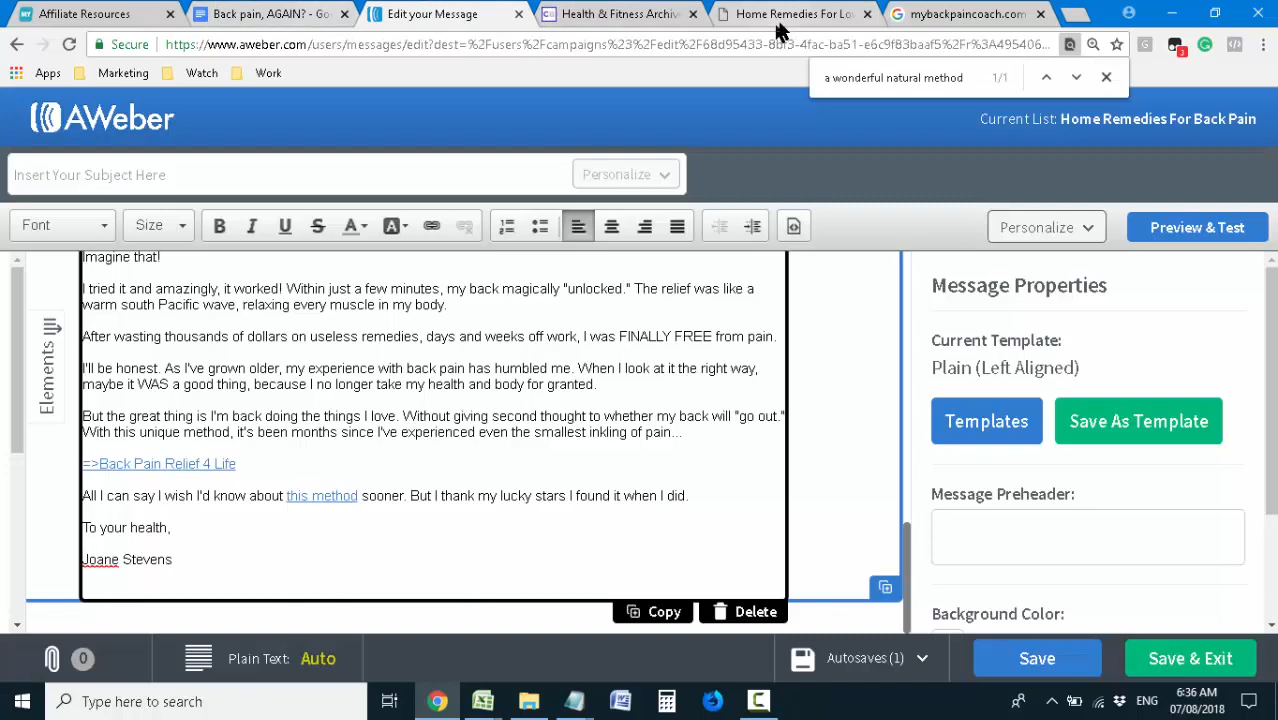 Affiliate Resources
Back pain, AGAIN? - Go
Edit your Message
Health & Fitness Archiv
Home Remedies For Lo
mybackpaincoach.com
Secure
https://www.aweber.com/users/messages/edit?dest=%2Fusers%2Fcampaigns%23%2Fedit%2F68d95433-8bf3-4fac-ba51-e6c9f83baaf5%2Fr%3A495406...
Apps
Marketing
Watch
Work
a wonderful natural method 1/1
AWeber
Current List: Home Remedies For Back Pain
Insert Your Subject Here
Personalize
Font
Size
B I U S A A
Personalize
Preview & Test
Elements
Imagine that!
I tried it and amazingly, it worked! Within just a few minutes, my back magically "unlocked." The relief was like a
warm south Pacific wave, relaxing every muscle in my body.
After wasting thousands of dollars on useless remedies, days and weeks off work, I was FINALLY FREE from pain.
I'll be honest. As I've grown older, my experience with back pain has humbled me. When I look at it the right way,
maybe it WAS a good thing, because I no longer take my health and body for granted.
But the great thing is I'm back doing the things I love. Without giving second thought to whether my back will "go out."
With this unique method, it's been months since I've experienced even the smallest inkling of pain...
=>Back Pain Relief 4 Life
All I can say I wish I'd know about this method sooner. But I thank my lucky stars I found it when I did.
To your health,
Joane Stevens
Copy
Delete
Message Properties
Current Template:
Plain (Left Aligned)
Templates
Save As Template
Message Preheader:
Background Color:
0
Plain Text: Auto
Autosaves (1)
Save
Save & Exit
Type here to search
ENG
6:36 AM
07/08/2018